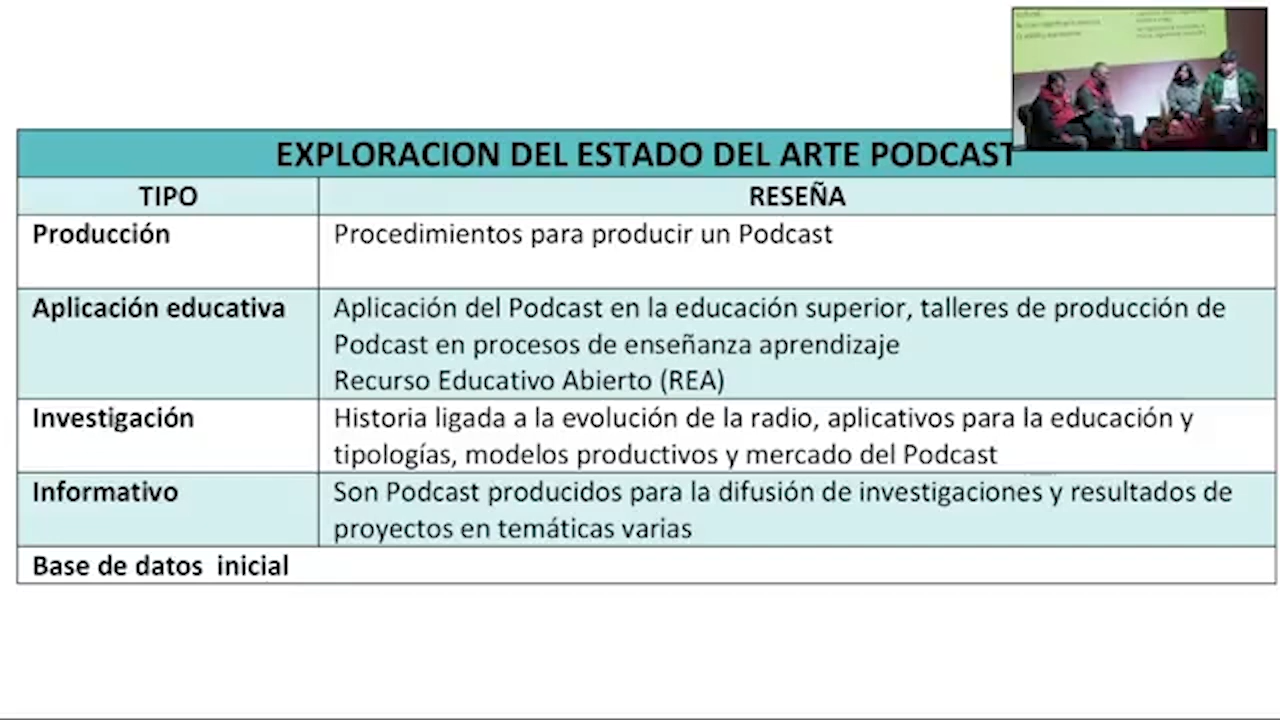 EXPLORACION DEL ESTADO DEL ARTE PODCAST
TIPO
RESEÑA
Producción
Procedimientos para producir un Podcast
Aplicación educativa
Aplicación del Podcast en la educación superior, talleres de producción de
Podcast en procesos de enseñanza aprendizaje
Recurso Educativo Abierto (REA)
Investigación
Historia ligada a la evolución de la radio, aplicativos para la educación y
tipologías, modelos productivos y mercado del Podcast
Informativo
Son Podcast producidos para la difusión de investigaciones y resultados de
proyectos en temáticas varias
Base de datos  inicial